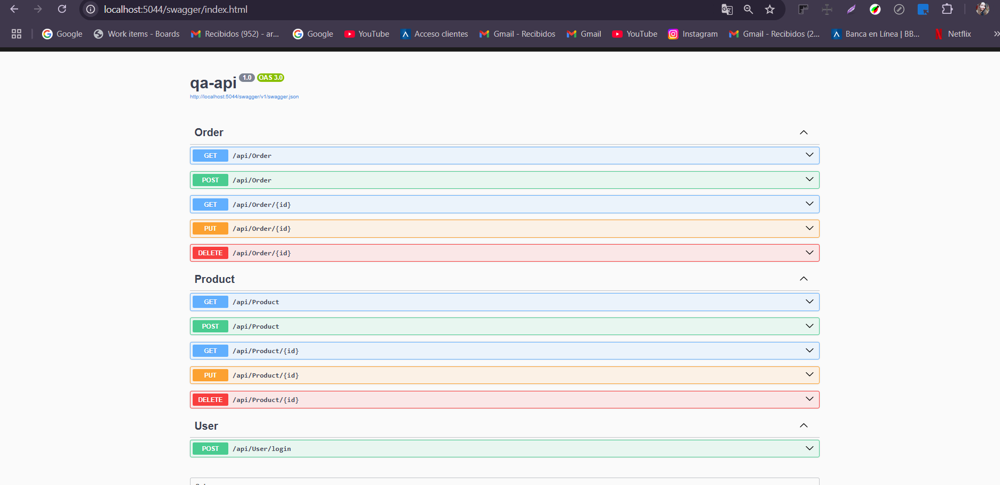 localhost:5044/swagger/index.html
Google
Work items - Boards
Recibidos (952) - ar...
Google
YouTube
Acceso clientes
Gmail - Recibidos
Gmail
YouTube
Instagram
Gmail - Recibidos (2...
Banca en Línea | BB...
Netflix
qa-api 1.0 OAS 3.0
http://localhost:5044/swagger/v1/swagger.json
Order
GET /api/Order
POST /api/Order
GET /api/Order/{id}
PUT /api/Order/{id}
DELETE /api/Order/{id}
Product
GET /api/Product
POST /api/Product
GET /api/Product/{id}
PUT /api/Product/{id}
DELETE /api/Product/{id}
User
POST /api/User/login